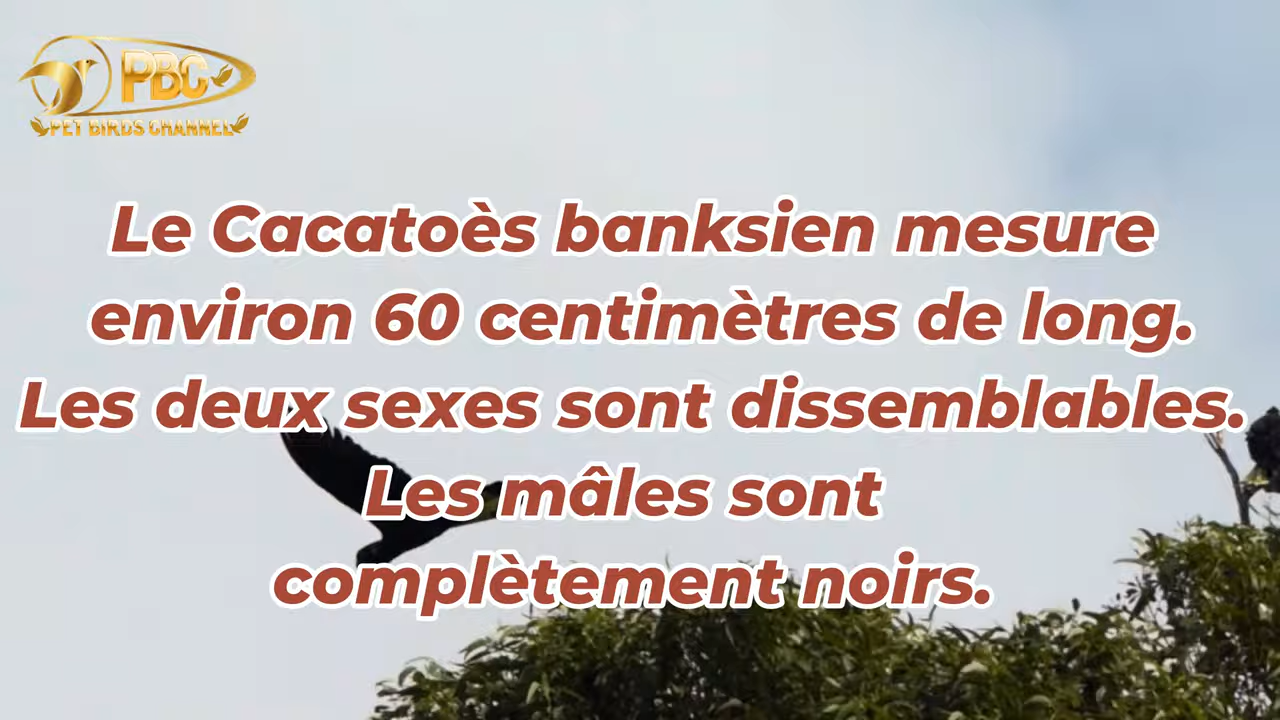 PBC
PET BIRDS CHANNEL
Le Cacatoès banksien mesure
environ 60 centimètres de long.
Les deux sexes sont dissemblables.
Les mâles sont
complètement noirs.